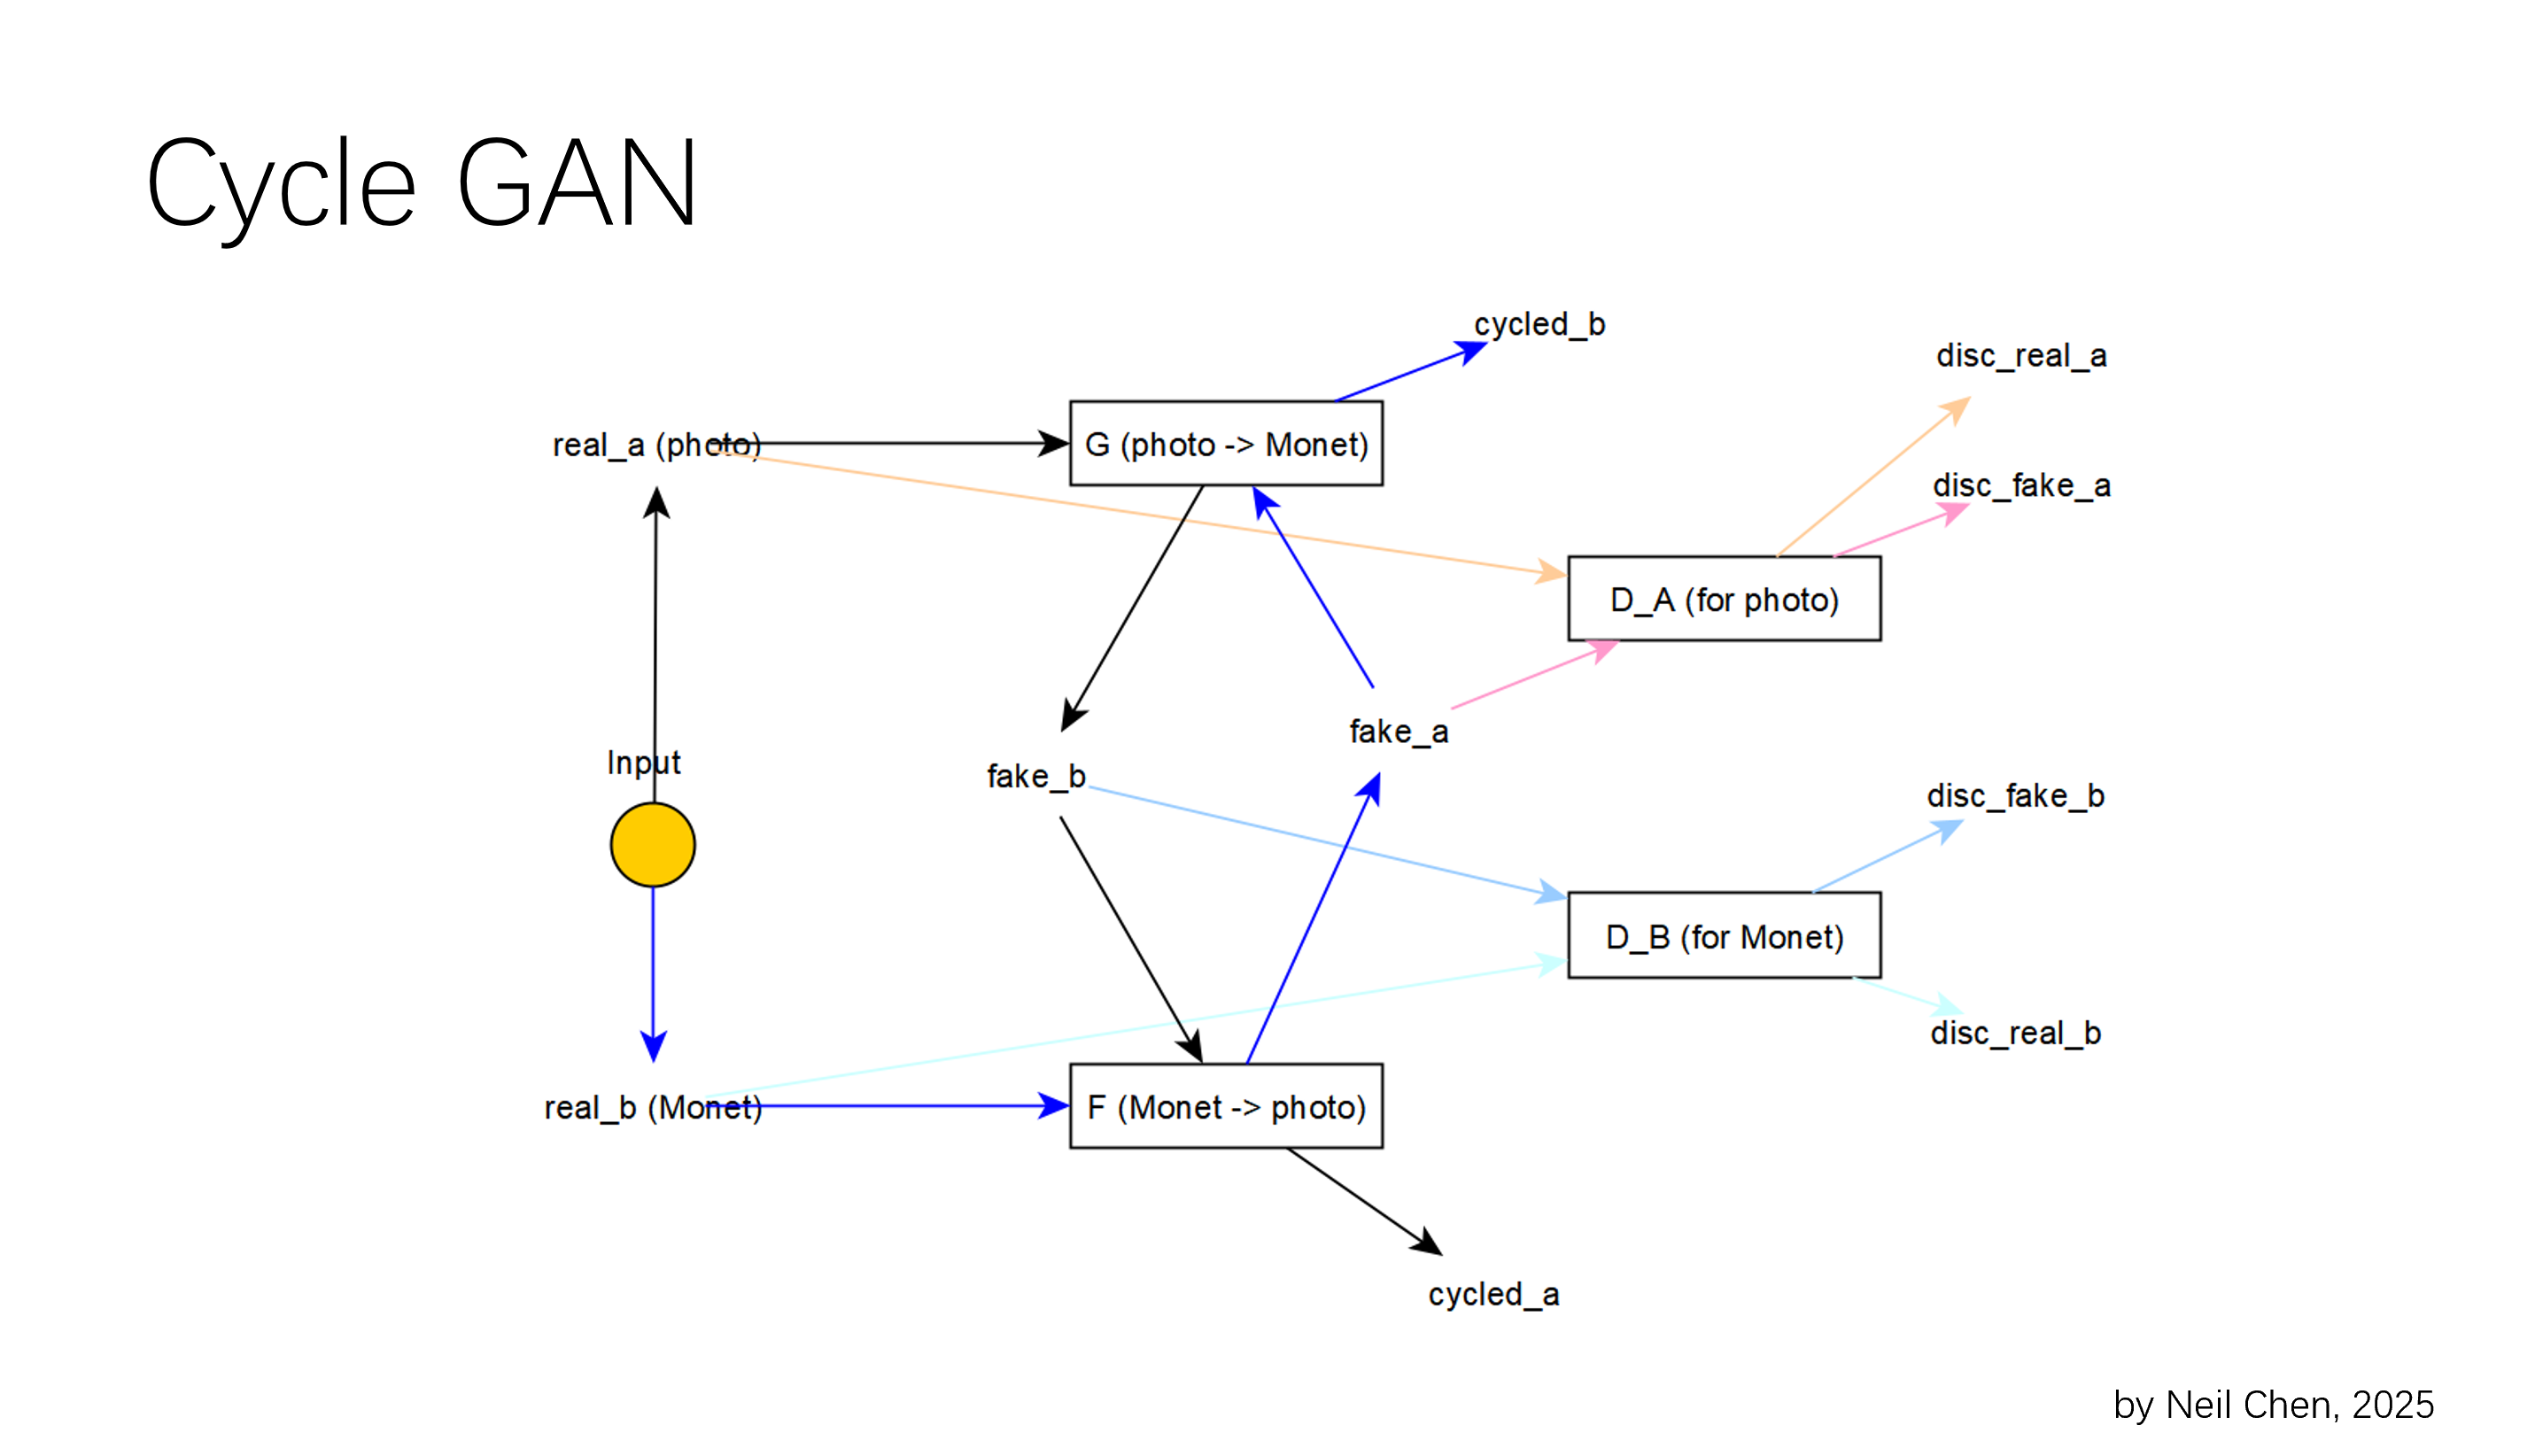 Cycle GAN
cycled_b
disc_real_a
real_a (photo)
G (photo -> Monet)
disc_fake_a
D_A (for photo)
fake_a
Input
fake_b
disc_fake_b
D_B (for Monet)
disc_real_b
real_b (Monet)
F (Monet -> photo)
cycled_a
by Neil Chen, 2025